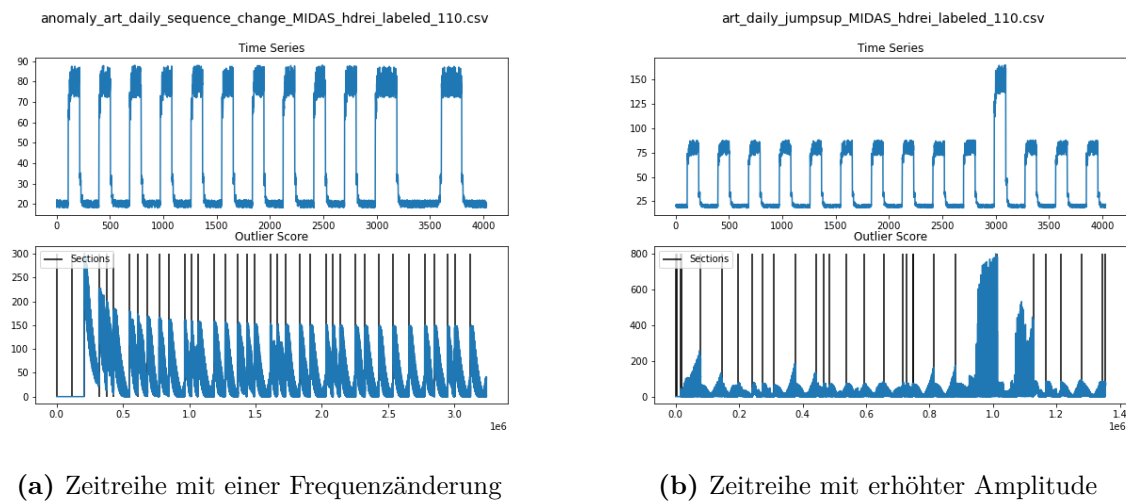 anomaly_art_daily_sequence_change_MIDAS_hdrei_labeled_110.csv
Time Series
90
80
70
60
50
40
30
20
0 500 1000 1500 2000 2500 3000 3500 4000
Outlier Score
Sections
300
250
200
150
100
50
0
0.0 0.5 1.0 1.5 2.0 2.5 3.0
1e6
(a) Zeitreihe mit einer Frequenzänderung
art_daily_jumpsup_MIDAS_hdrei_labeled_110.csv
Time Series
150
125
100
75
50
25
0 500 1000 1500 2000 2500 3000 3500 4000
Outlier Score
Sections
800
600
400
200
0
0.0 0.2 0.4 0.6 0.8 1.0 1.2 1.4
1e6
(b) Zeitreihe mit erhöhter Amplitude